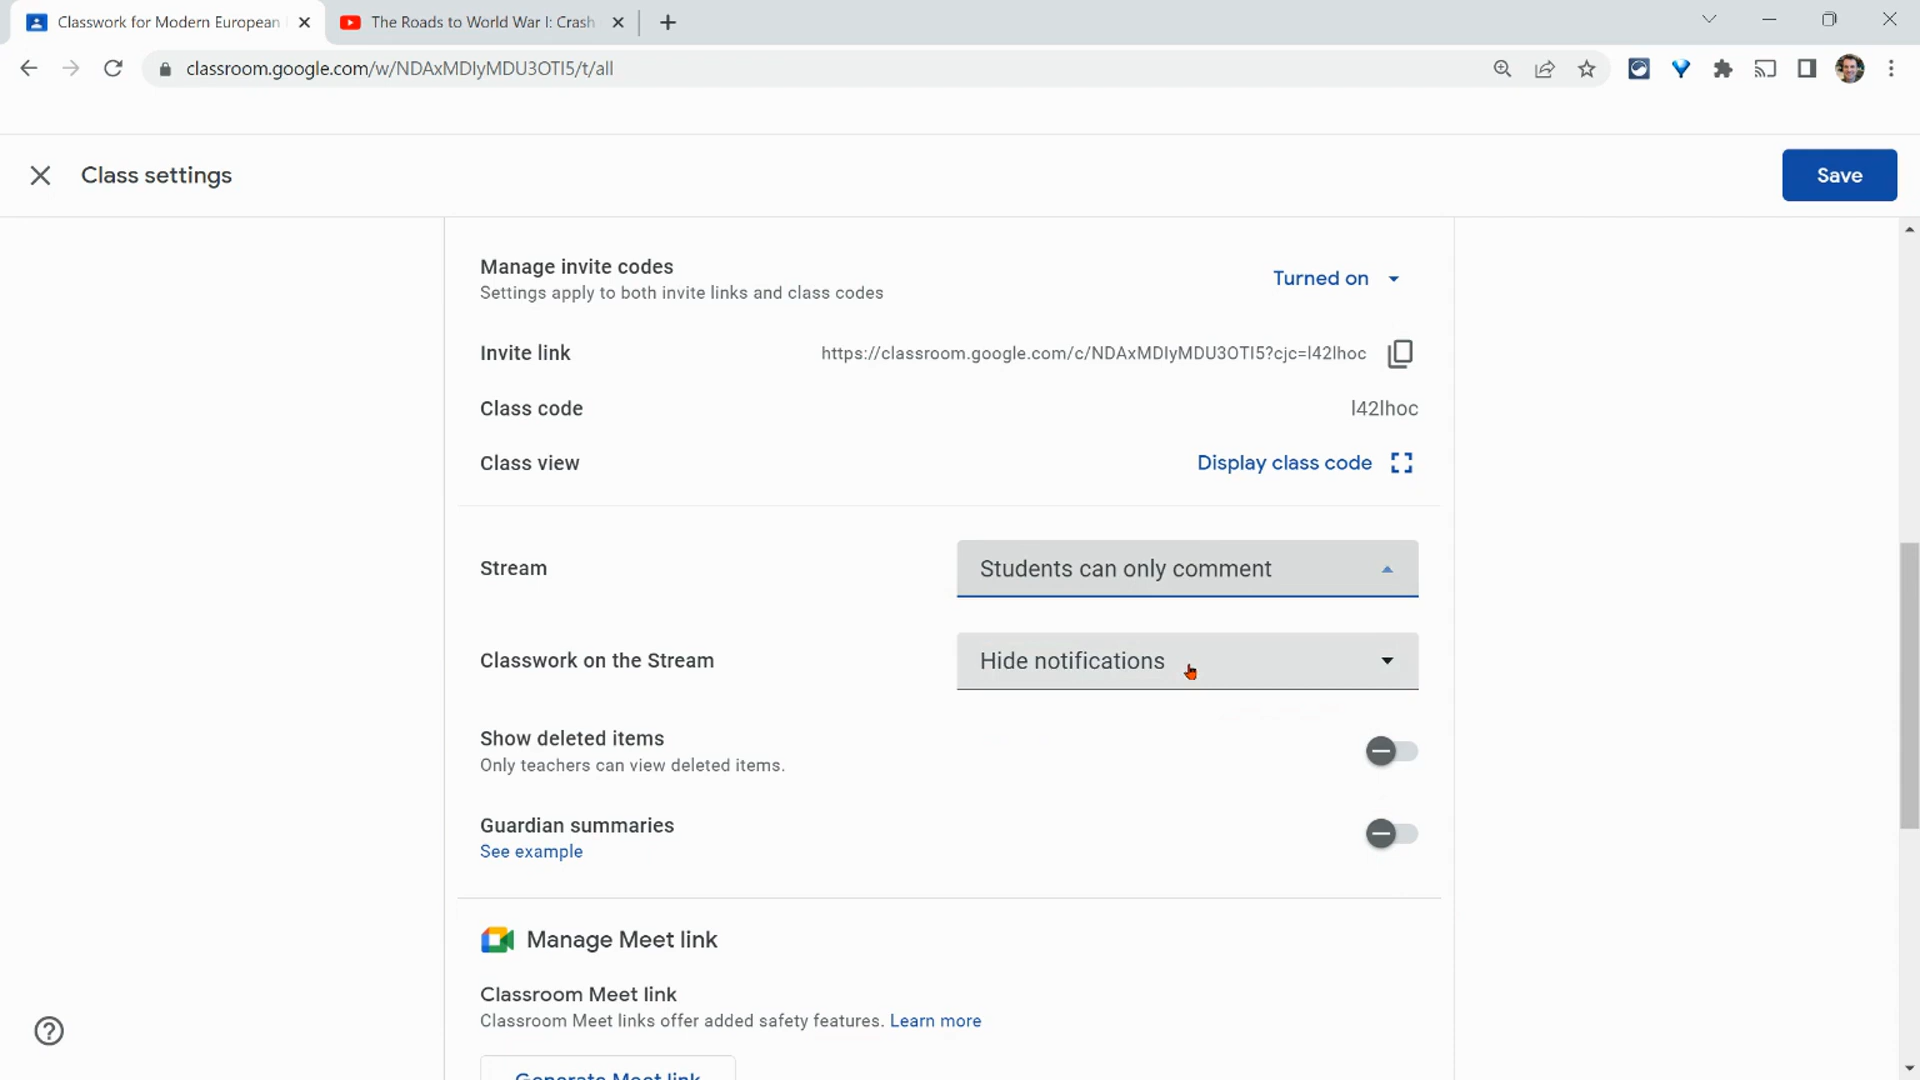 Classwork for Modern European
The Roads to World War I: Crash
classroom.google.com/w/NDAxMDIyMDU3OTI5/t/all
Class settings
Save
Manage invite codes
Settings apply to both invite links and class codes
Turned on
Invite link
https://classroom.google.com/c/NDAxMDIyMDU3OTI5?cjc=l42lhoc
Class code
l42lhoc
Class view
Display class code
Stream
Students can only comment
Classwork on the Stream
Hide notifications
Show deleted items
Only teachers can view deleted items.
Guardian summaries
See example
Manage Meet link
Classroom Meet link
Classroom Meet links offer added safety features. Learn more
Generate Meet link